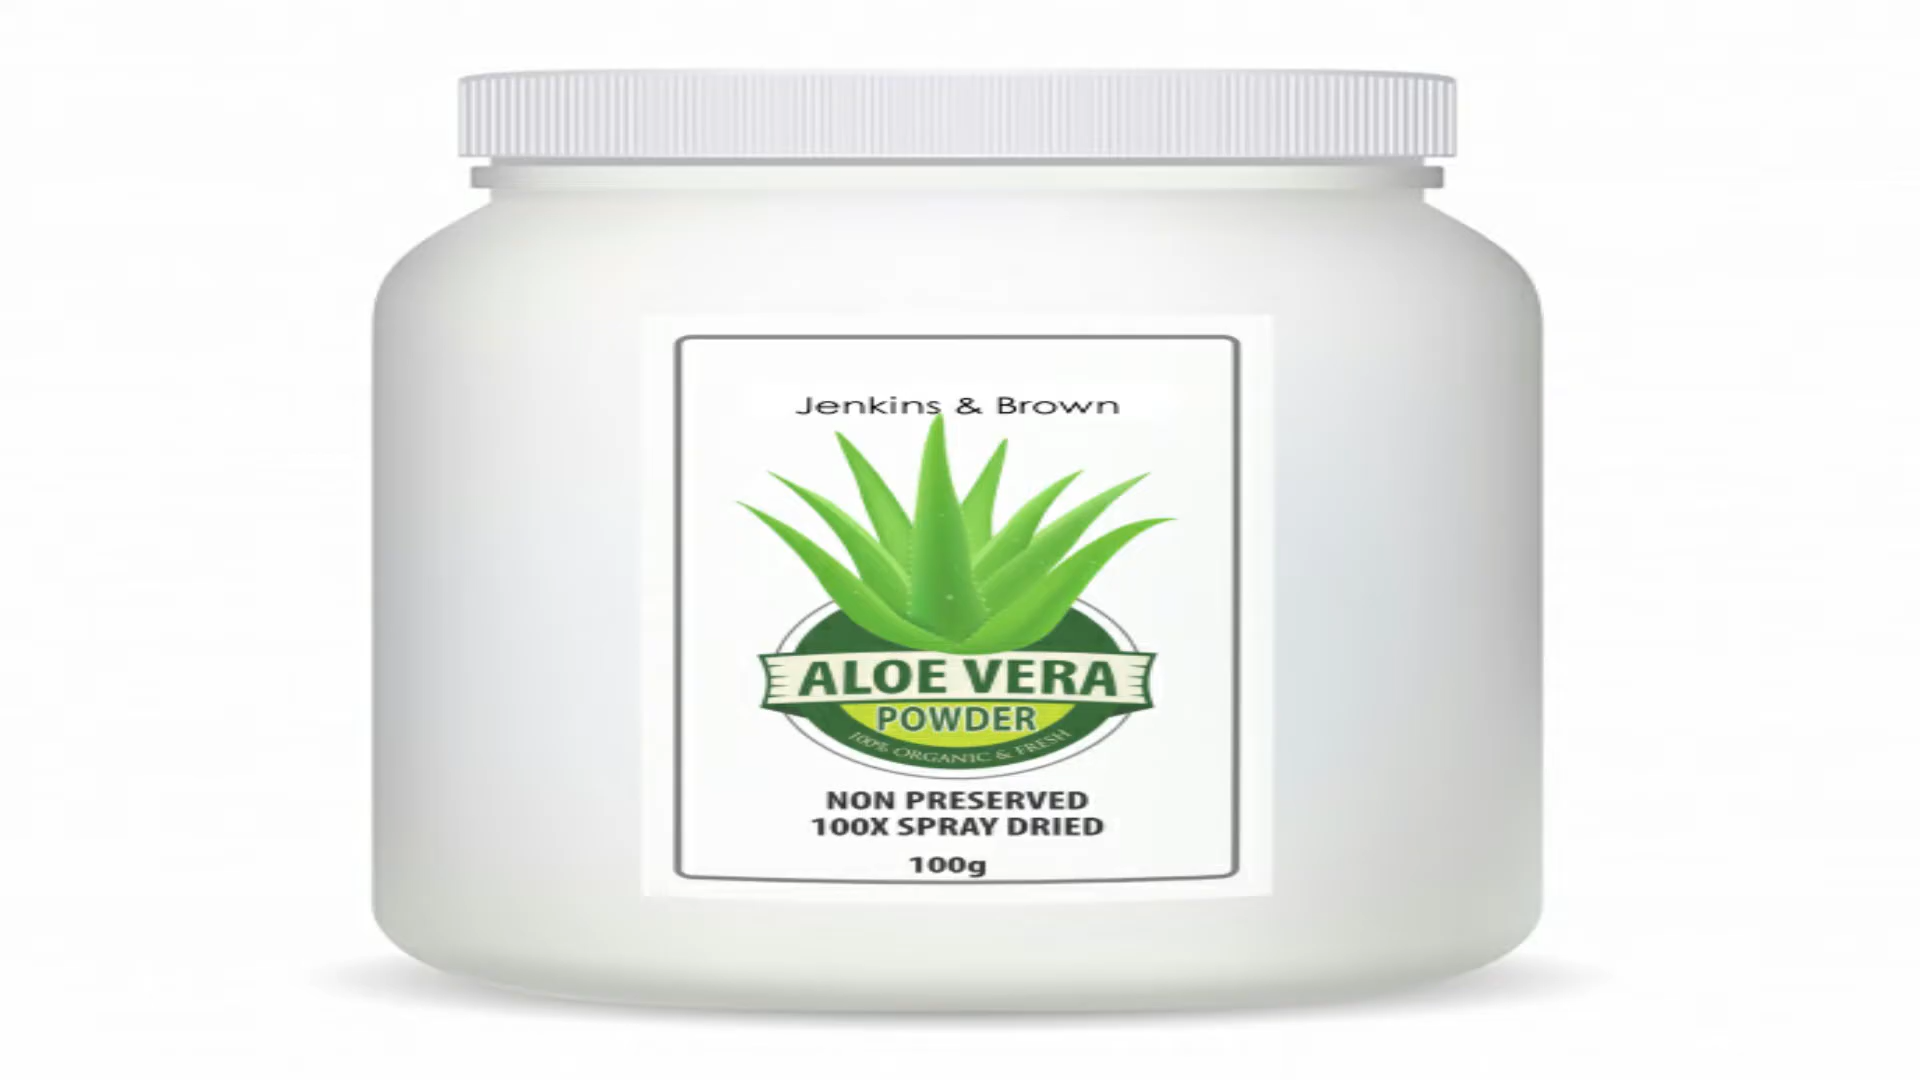 Jenkins & Brown
ALOE VERA
POWDER
100% ORGANIC & FRESH
NON PRESERVED
100X SPRAY DRIED
100g